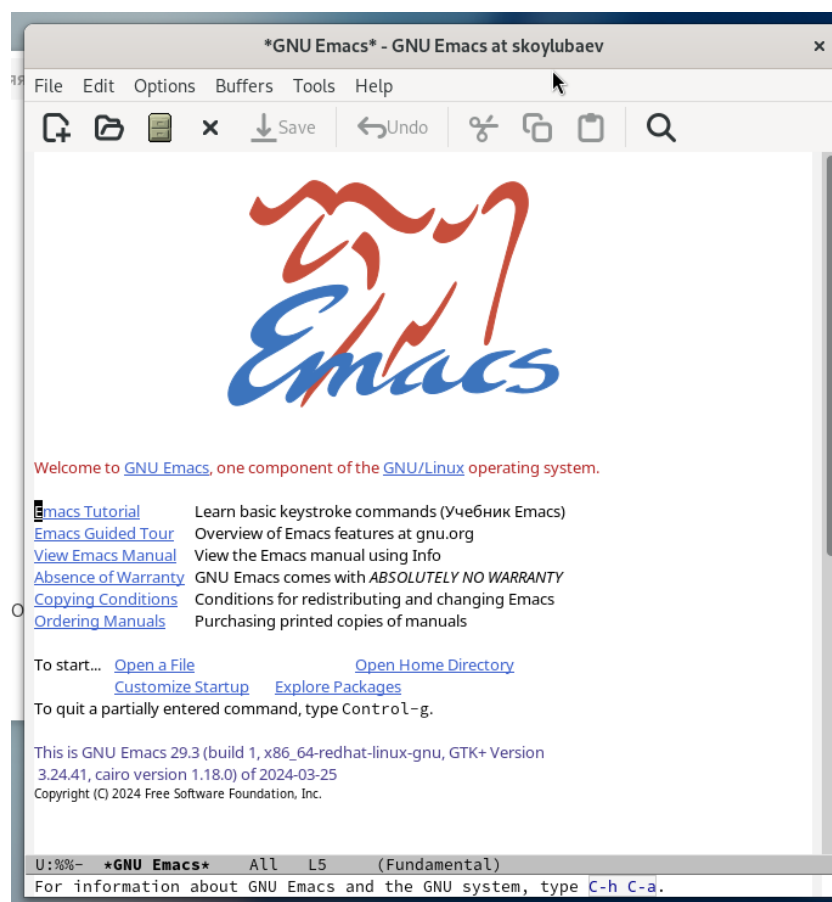 *GNU Emacs* - GNU Emacs at skoylubaev ×
File Edit Options Buffers Tools Help
Save Undo
Emacs
Welcome to GNU Emacs, one component of the GNU/Linux operating system.
Emacs Tutorial Learn basic keystroke commands (Учебник Emacs)
Emacs Guided Tour Overview of Emacs features at gnu.org
View Emacs Manual View the Emacs manual using Info
Absence of Warranty GNU Emacs comes with ABSOLUTELY NO WARRANTY
Copying Conditions Conditions for redistributing and changing Emacs
Ordering Manuals Purchasing printed copies of manuals
To start... Open a File Open Home Directory
Customize Startup Explore Packages
To quit a partially entered command, type Control-g.
This is GNU Emacs 29.3 (build 1, x86_64-redhat-linux-gnu, GTK+ Version
3.24.41, cairo version 1.18.0) of 2024-03-25
Copyright (C) 2024 Free Software Foundation, Inc.
U:%%- *GNU Emacs* All L5 (Fundamental)
For information about GNU Emacs and the GNU system, type C-h C-a.